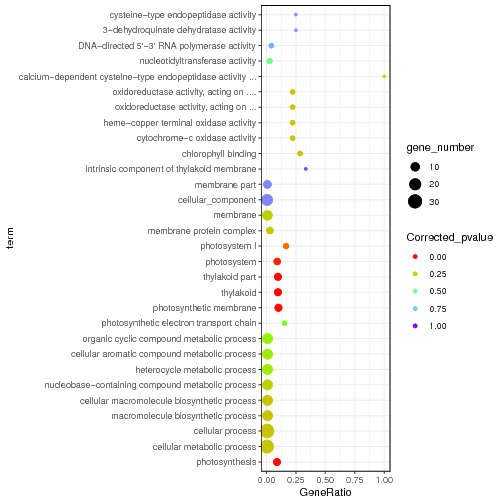 cysteine-type endopeptidase activity
3-dehydroquinate dehydratase activity
DNA-directed 5'-3' RNA polymerase activity
nucleotidyltransferase activity
calcium-dependent cysteine-type endopeptidase activity ...
oxidoreductase activity, acting on ....
oxidoreductase activity, acting on ...
heme-copper terminal oxidase activity
cytochrome-c oxidase activity
chlorophyll binding
intrinsic component of thylakoid membrane
membrane part
cellular_component
membrane
membrane protein complex
photosystem I
photosystem
thylakoid part
thylakoid
photosynthetic membrane
photosynthetic electron transport chain
organic cyclic compound metabolic process
cellular aromatic compound metabolic process
heterocycle metabolic process
nucleobase-containing compound metabolic process
cellular macromolecule biosynthetic process
macromolecule biosynthetic process
cellular process
cellular metabolic process
photosynthesis
term
0.00 0.25 0.50 0.75 1.00
GeneRatio
gene_number
10
20
30
Corrected_pvalue
0.00
0.25
0.50
0.75
1.00